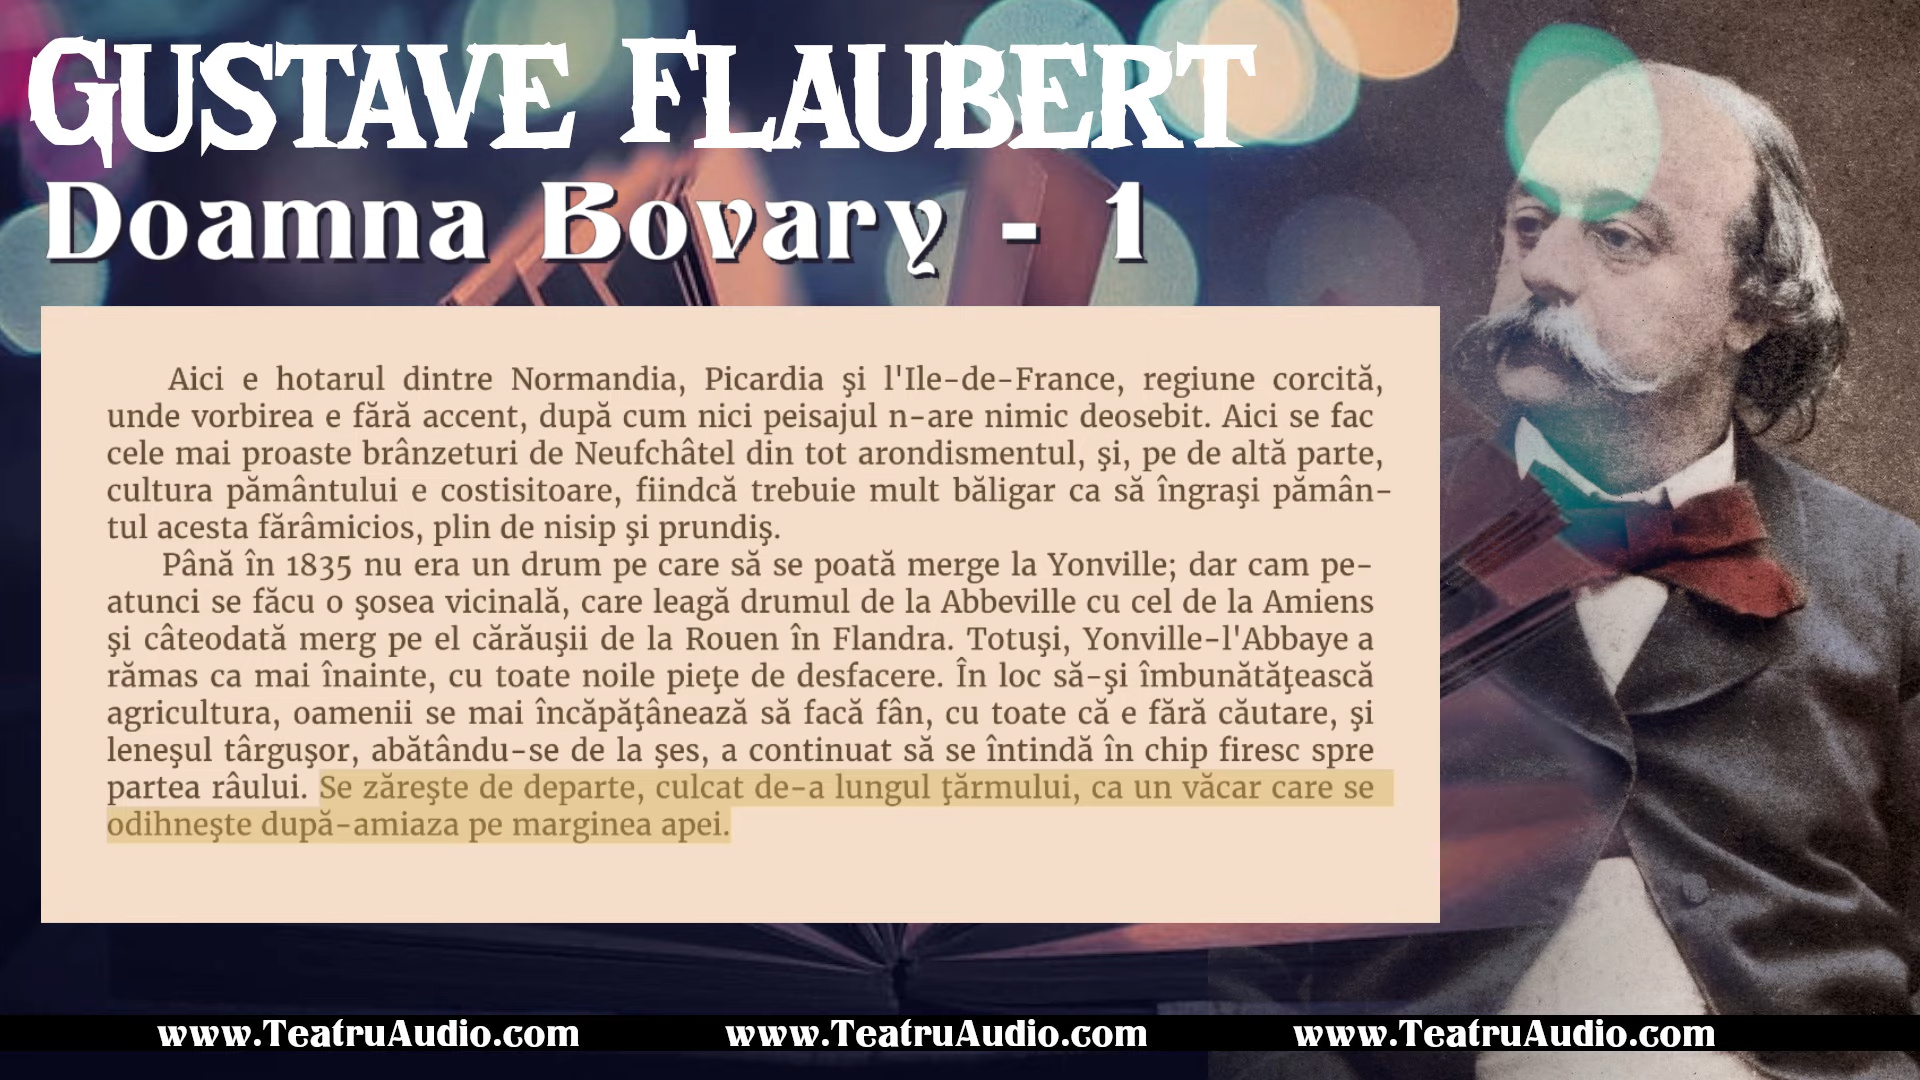 GUSTAVE FLAUBERT
Doamna Bovary - 1
Aici e hotarul dintre Normandia, Picardia şi l'Ile-de-France, regiune corcită,
unde vorbirea e fără accent, după cum nici peisajul n-are nimic deosebit. Aici se fac
cele mai proaste brânzeturi de Neufchâtel din tot arondismentul, şi, pe de altă parte,
cultura pământului e costisitoare, fiindcă trebuie mult băligar ca să îngraşi pămân-
tul acesta fărâmicios, plin de nisip şi prundiş.
Până în 1835 nu era un drum pe care să se poată merge la Yonville; dar cam pe-
atunci se făcu o şosea vicinală, care leagă drumul de la Abbeville cu cel de la Amiens
şi câteodată merg pe el cărăuşii de la Rouen în Flandra. Totuşi, Yonville-l'Abbaye a
rămas ca mai înainte, cu toate noile pieţe de desfacere. În loc să-şi îmbunătăţească
agricultura, oamenii se mai încăpăţânează să facă fân, cu toate că e fără căutare, şi
leneşul târguşor, abătându-se de la şes, a continuat să se întindă în chip firesc spre
partea râului. Se zăreşte de departe, culcat de-a lungul ţărmului, ca un văcar care se
odihneşte după-amiaza pe marginea apei.
www.TeatruAudio.com www.TeatruAudio.com www.TeatruAudio.com